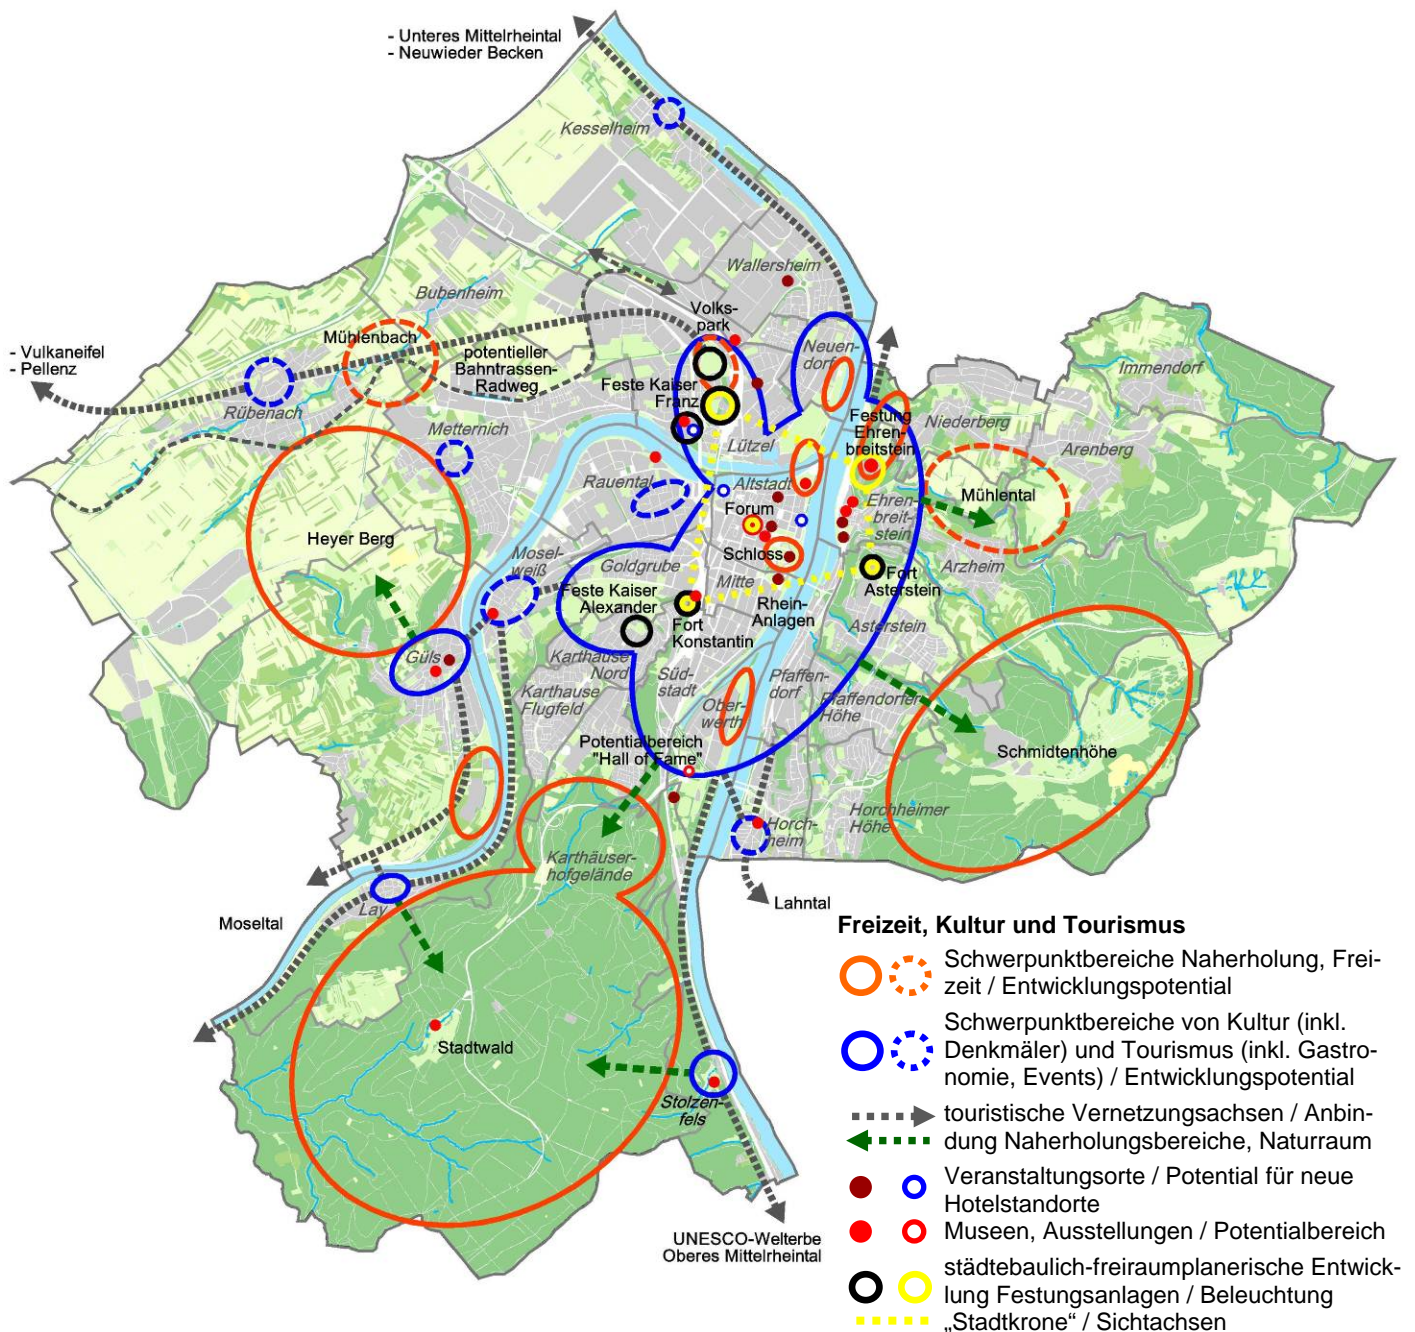 - Unteres Mittelrheintal
- Neuwieder Becken
Kesselheim
Wallersheim
Bubenheim
Volks-
park
Mühlenbach
- Vulkaneifel
- Pellenz
potentieller
Bahntrassen-
Radweg
Neuen-
dorf
Immendorf
Feste Kaiser
Franz
Rübenach
Festung
Ehren-
breitstein
Niederberg
Metternich
Lützel
Arenberg
Rauental
Altstadt
Mühlental
Forum
Ehren-
breit-
stein
Heyer Berg
Mosel-
weiß
Goldgrube
Schloss
Arzheim
Mitte
Feste Kaiser
Alexander
Fort
Asterstein
Rhein-
Anlagen
Fort
Konstantin
Asterstein
Güls
Karthause
Nord
Süd-
stadt
Pfaffen-
dorf
Karthause
Flugfeld
Ober-
werth
Pfaffendorfer
Höhe
Potentialbereich
"Hall of Fame"
Schmidtenhöhe
Horchheimer
Höhe
Horch-
heim
Karthäuser-
hofgelände
Lahntal
Lay
Moseltal
Stadtwald
Stolzen-
fels
UNESCO-Welterbe
Oberes Mittelrheintal
Freizeit, Kultur und Tourismus
Schwerpunktbereiche Naherholung, Frei-
zeit / Entwicklungspotential
Schwerpunktbereiche von Kultur (inkl.
Denkmäler) und Tourismus (inkl. Gastro-
nomie, Events) / Entwicklungspotential
touristische Vernetzungsachsen / Anbin-
dung Naherholungsbereiche, Naturraum
Veranstaltungsorte / Potential für neue
Hotelstandorte
Museen, Ausstellungen / Potentialbereich
städtebaulich-freiraumplanerische Entwick-
lung Festungsanlagen / Beleuchtung
„Stadtkrone“ / Sichtachsen